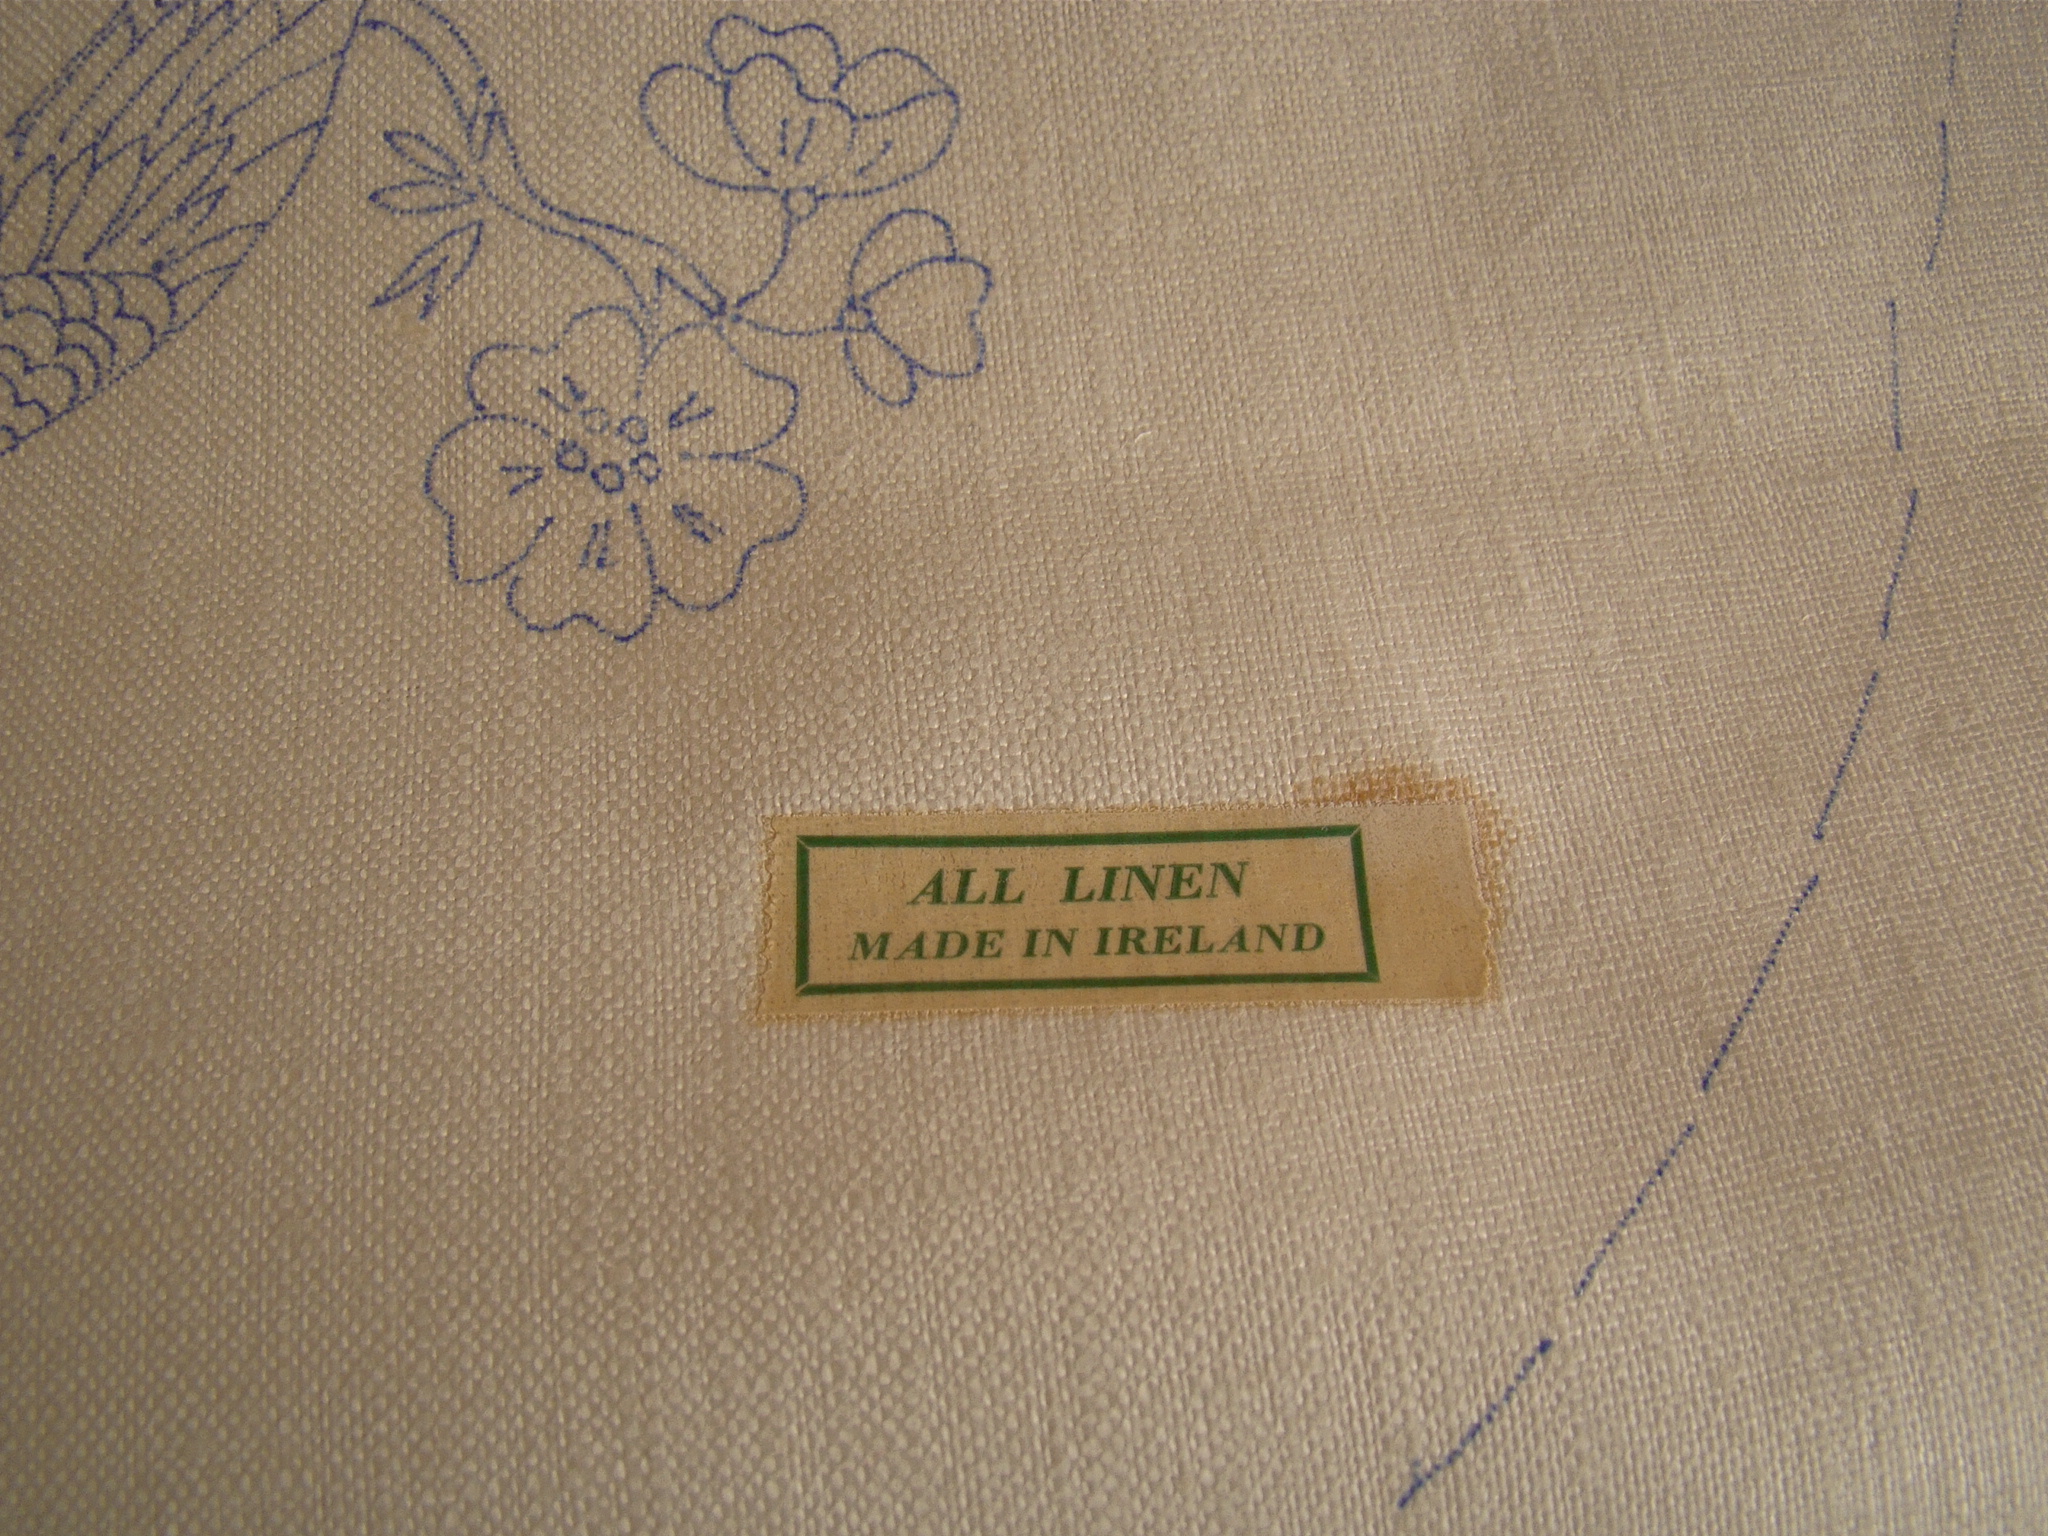 ALL LINEN
MADE IN IRELAND